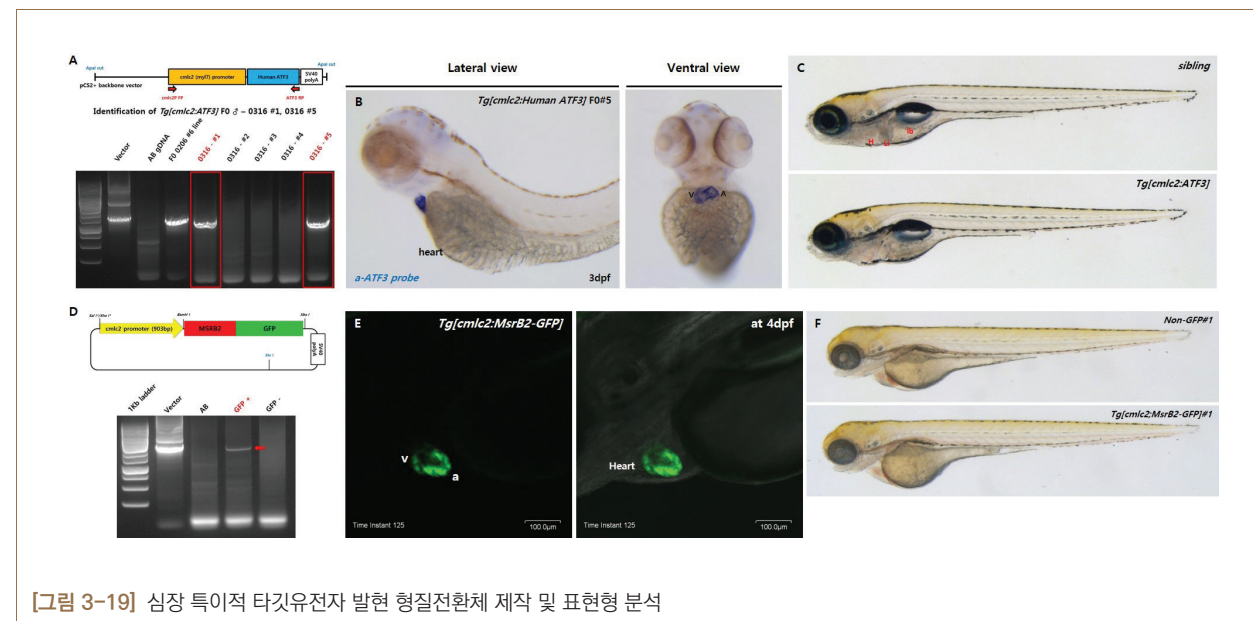 A
ApaI cut
ApaI cut
cmlc2 (myl7) promoter
Human ATF3
SV40 polyA
pCS2+ backbone vector
cmlc2P FP
ATF3 RP
Identification of Tg[cmlc2:ATF3] F0 ♂ – 0316 #1, 0316 #5
Vector
AB gDNA
F0 0206 #6 line
0316 - #1
0316 - #2
0316 - #3
0316 - #4
0316 - #5
Lateral view
Ventral view
B
Tg[cmlc2:Human ATF3] F0#5
heart
a-ATF3 probe
3dpf
V
A
C
sibling
H
Li
Ib
Tg[cmlc2:ATF3]
D
cmlc2 promoter (903bp)
BamH I
MSRB2
GFP
Xho I
SV40 polyA
Xho I
1Kb ladder
Vector
AB
GFP +
GFP -
E
Tg[cmlc2:MsrB2-GFP]
v
a
Time Instant 125
100.0μm
at 4dpf
Heart
Time Instant 125
100.0μm
F
Non-GFP#1
Tg[cmlc2;MsrB2-GFP]#1
[그림 3-19] 심장 특이적 타깃유전자 발현 형질전환체 제작 및 표현형 분석